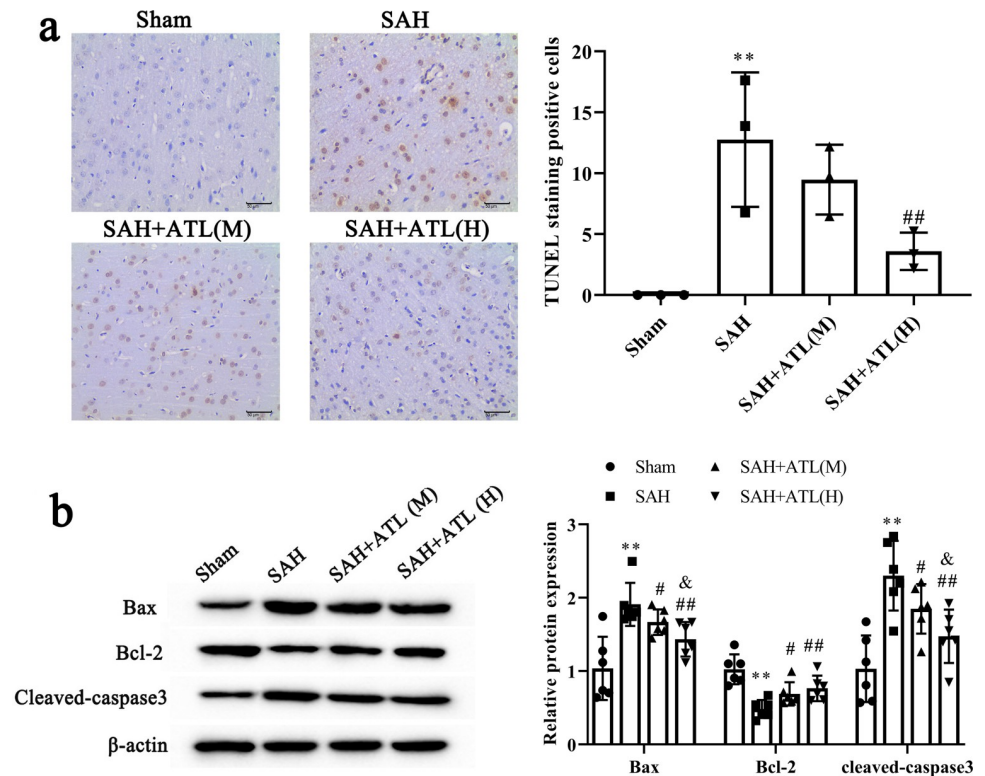 a
Sham
SAH
SAH+ATL(M)
SAH+ATL(H)
TUNEL staining positive cells
20
15
10
5
0
**
##
Sham
SAH
SAH+ATL(M)
SAH+ATL(H)
b
Sham
SAH
SAH+ATL (M)
SAH+ATL (H)
Bax
Bcl-2
Cleaved-caspase3
β-actin
Sham
SAH
SAH+ATL(M)
SAH+ATL(H)
Relative protein expression
3
2
1
0
**
#
&
##
**
#
##
**
#
&
##
Bax
Bcl-2
cleaved-caspase3